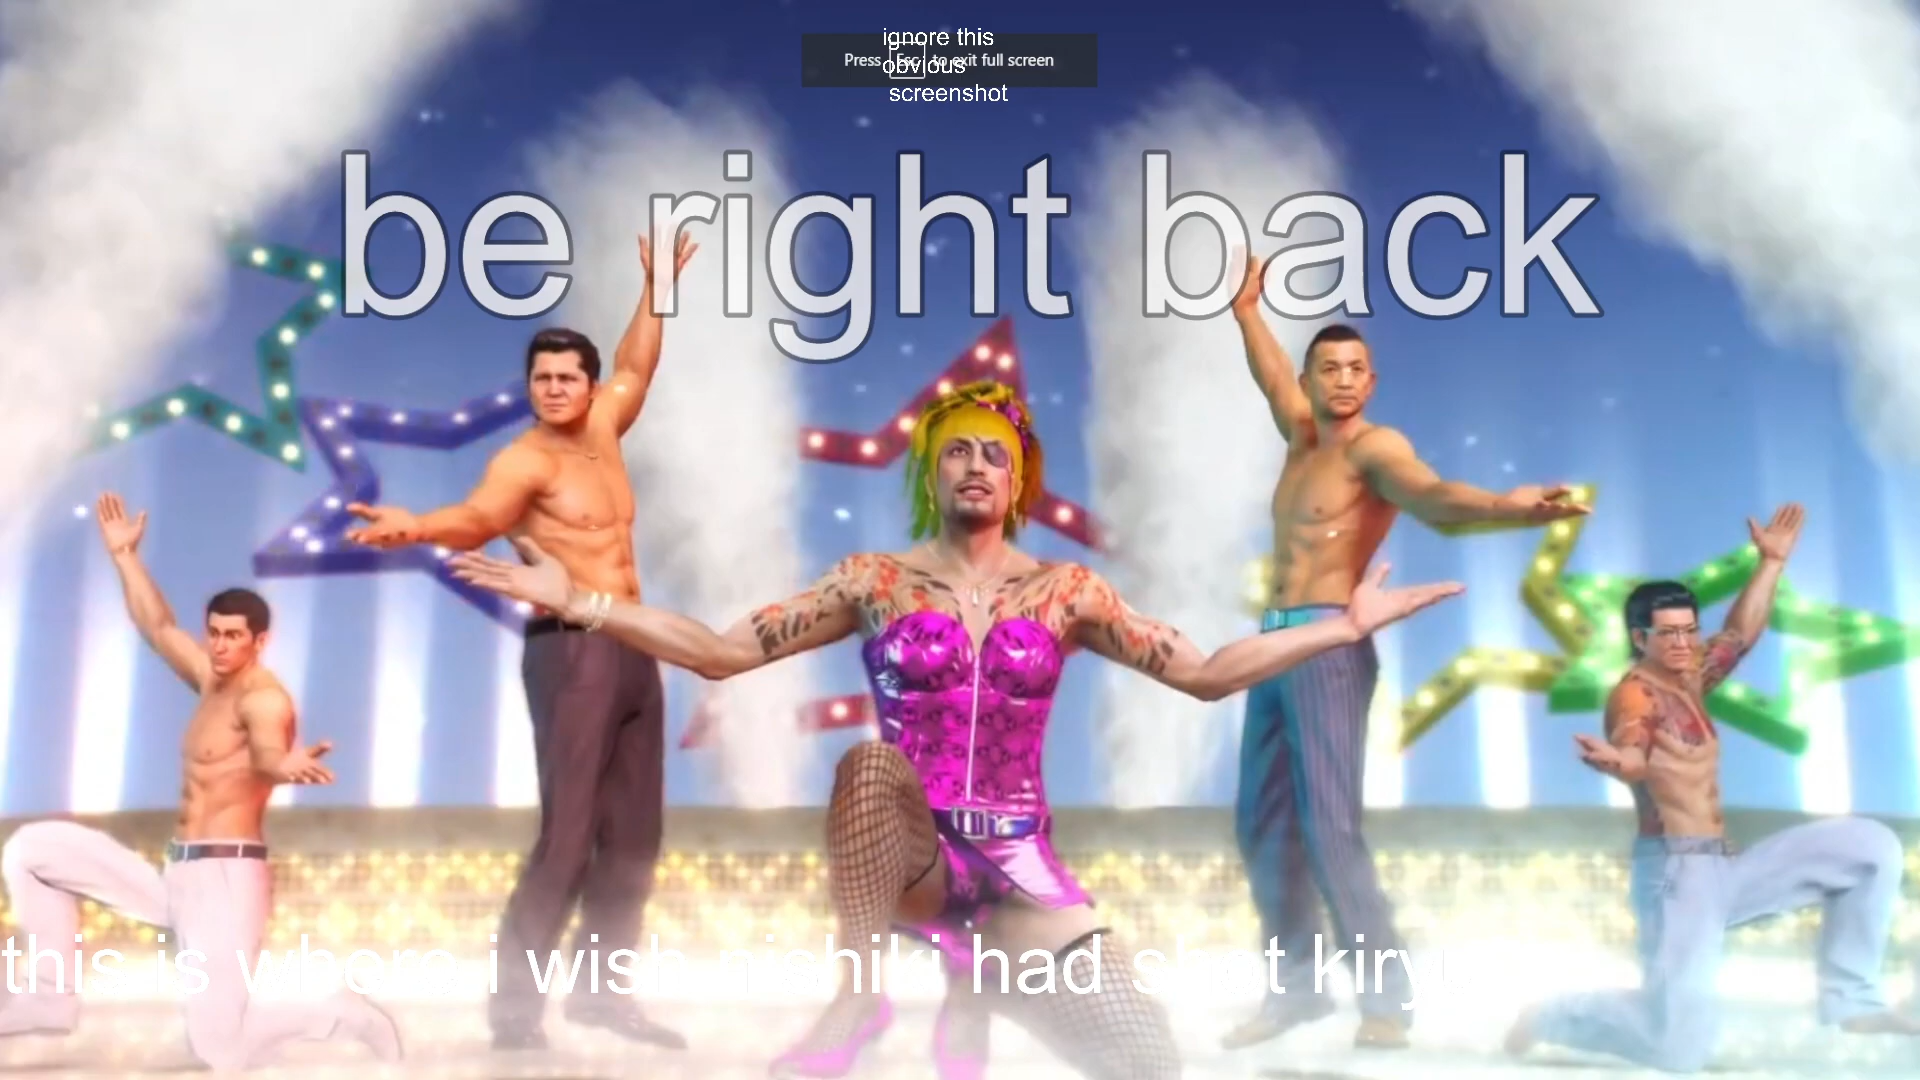 ignore this
Press Esc to exit full screen
obvious
screenshot
be right back
this is where i wish nishiki had shot kiryu